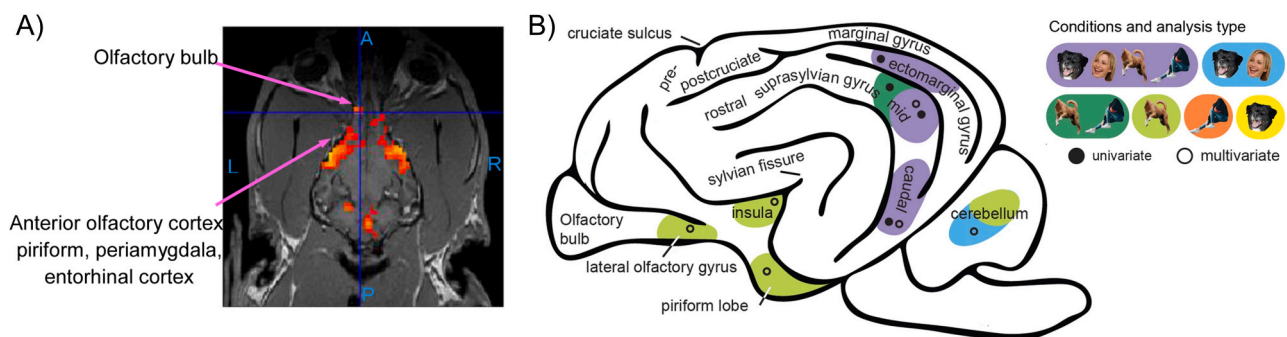 A)
Olfactory bulb
A
L
R
P
Anterior olfactory cortex
piriform, periamygdala,
entorhinal cortex
B)
cruciate sulcus
pre-
postcruciate
marginal gyrus
ectomarginal gyrus
rostral suprasylvian gyrus
mid
caudal
sylvian fissure
insula
Olfactory
bulb
lateral olfactory gyrus
piriform lobe
cerebellum
Conditions and analysis type
univariate
multivariate